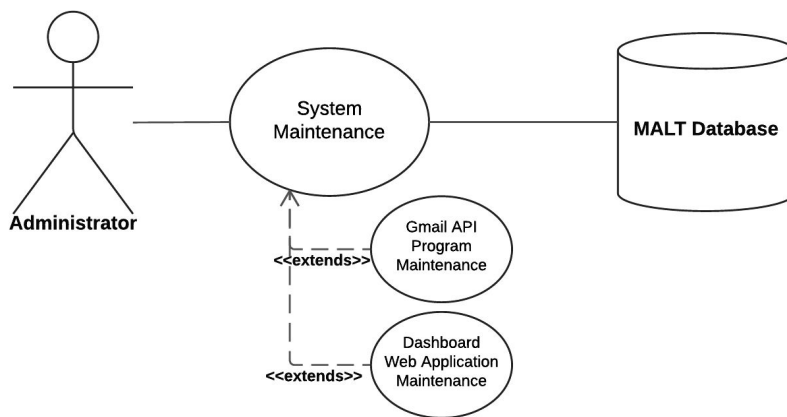 System
Maintenance
MALT Database
Administrator
Gmail API
Program
Maintenance
<<extends>>
Dashboard
Web Application
Maintenance
<<extends>>